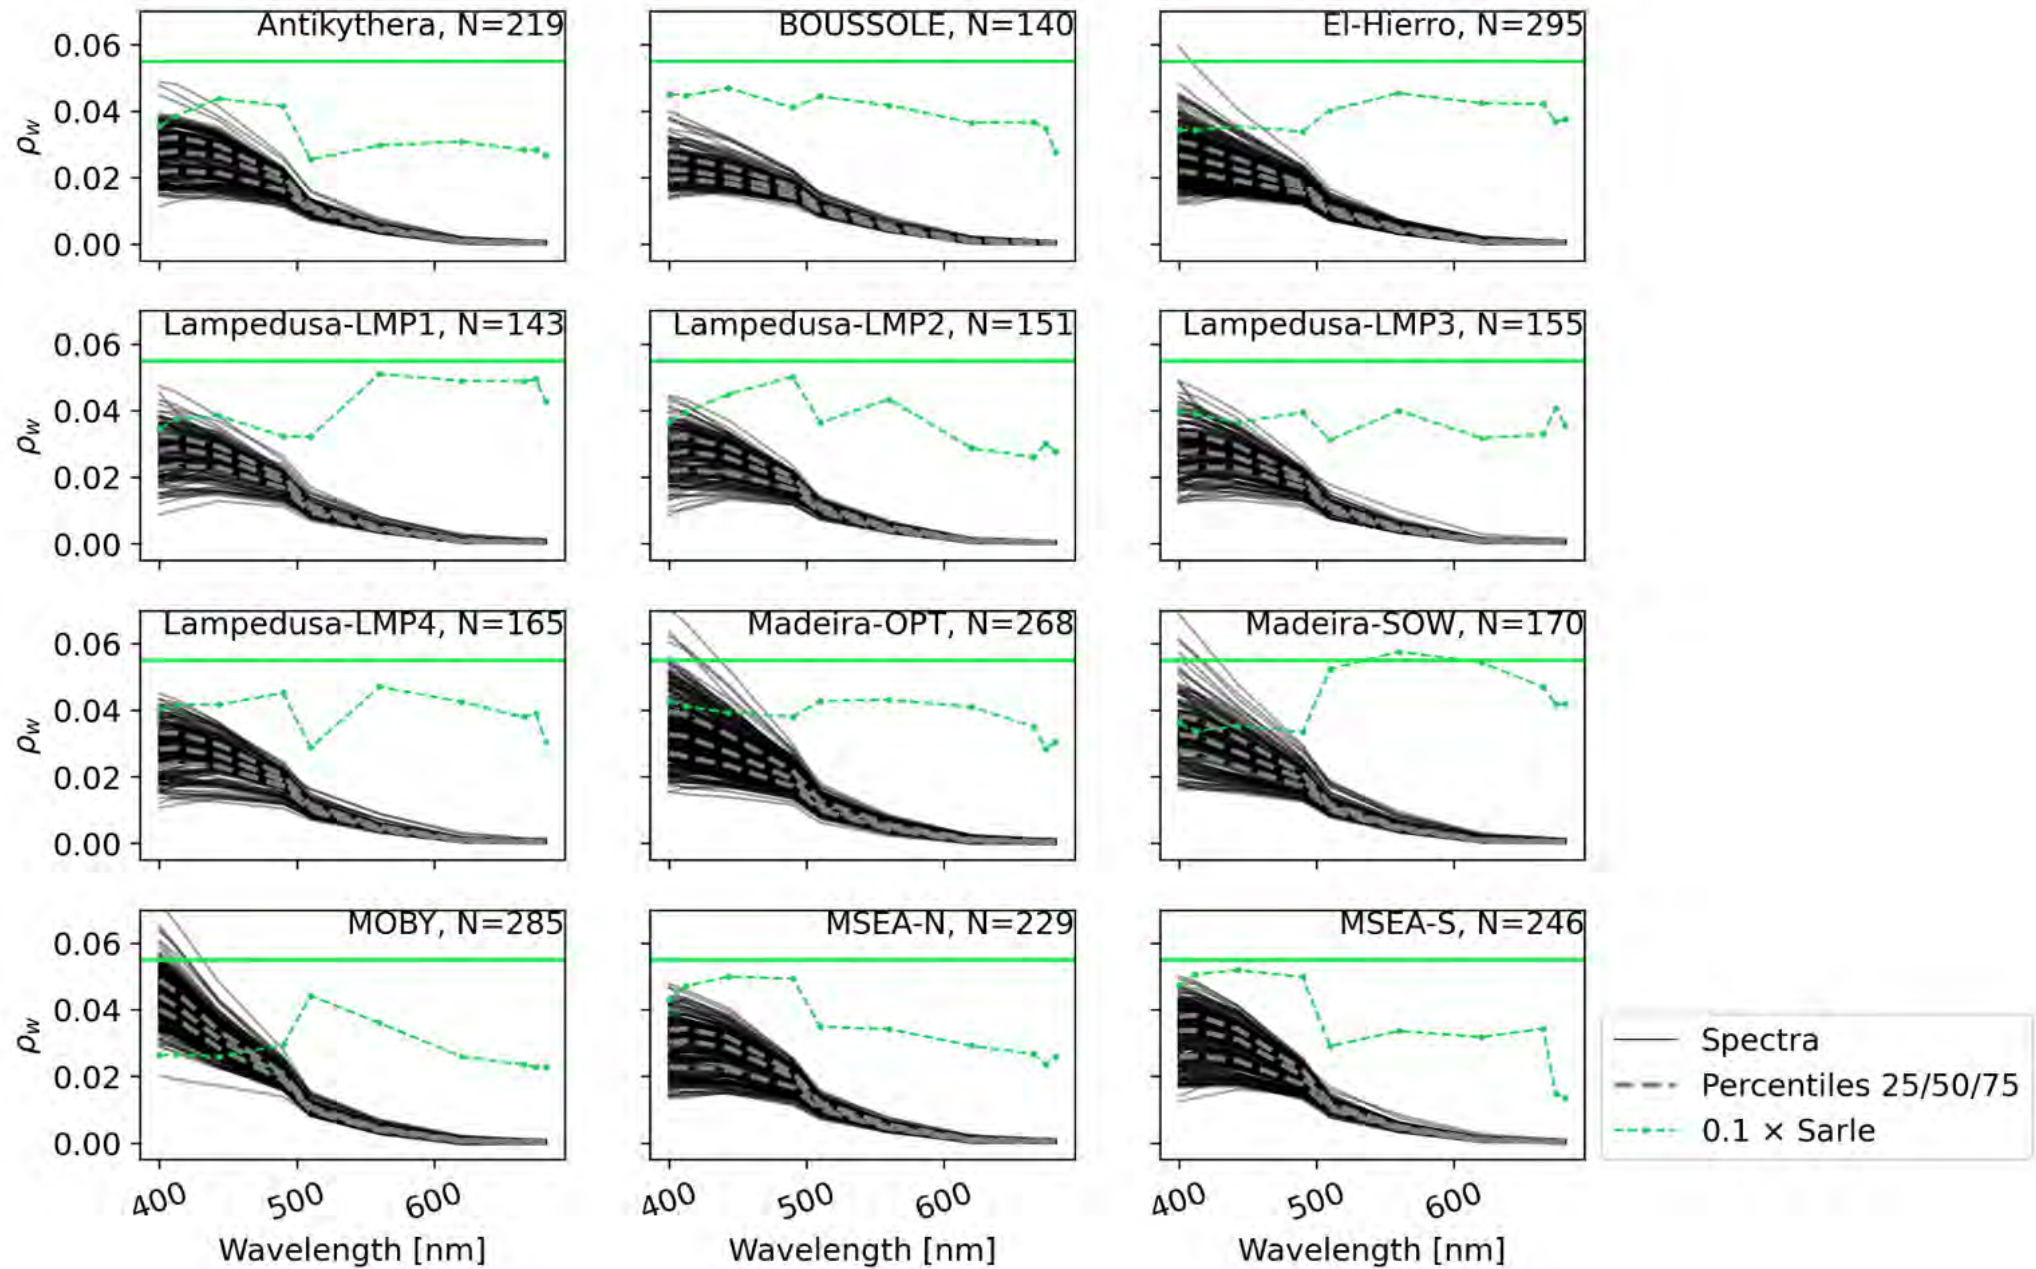 Antikythera, N=219
BOUSSOLE, N=140
El-Hierro, N=295
0.06
0.04
0.02
0.00
ρw
Lampedusa-LMP1, N=143
Lampedusa-LMP2, N=151
Lampedusa-LMP3, N=155
0.06
0.04
0.02
0.00
ρw
Lampedusa-LMP4, N=165
Madeira-OPT, N=268
Madeira-SOW, N=170
0.06
0.04
0.02
0.00
ρw
MOBY, N=285
MSEA-N, N=229
MSEA-S, N=246
0.06
0.04
0.02
0.00
ρw
Spectra
Percentiles 25/50/75
0.1 × Sarle
400 500 600
400 500 600
400 500 600
Wavelength [nm]
Wavelength [nm]
Wavelength [nm]